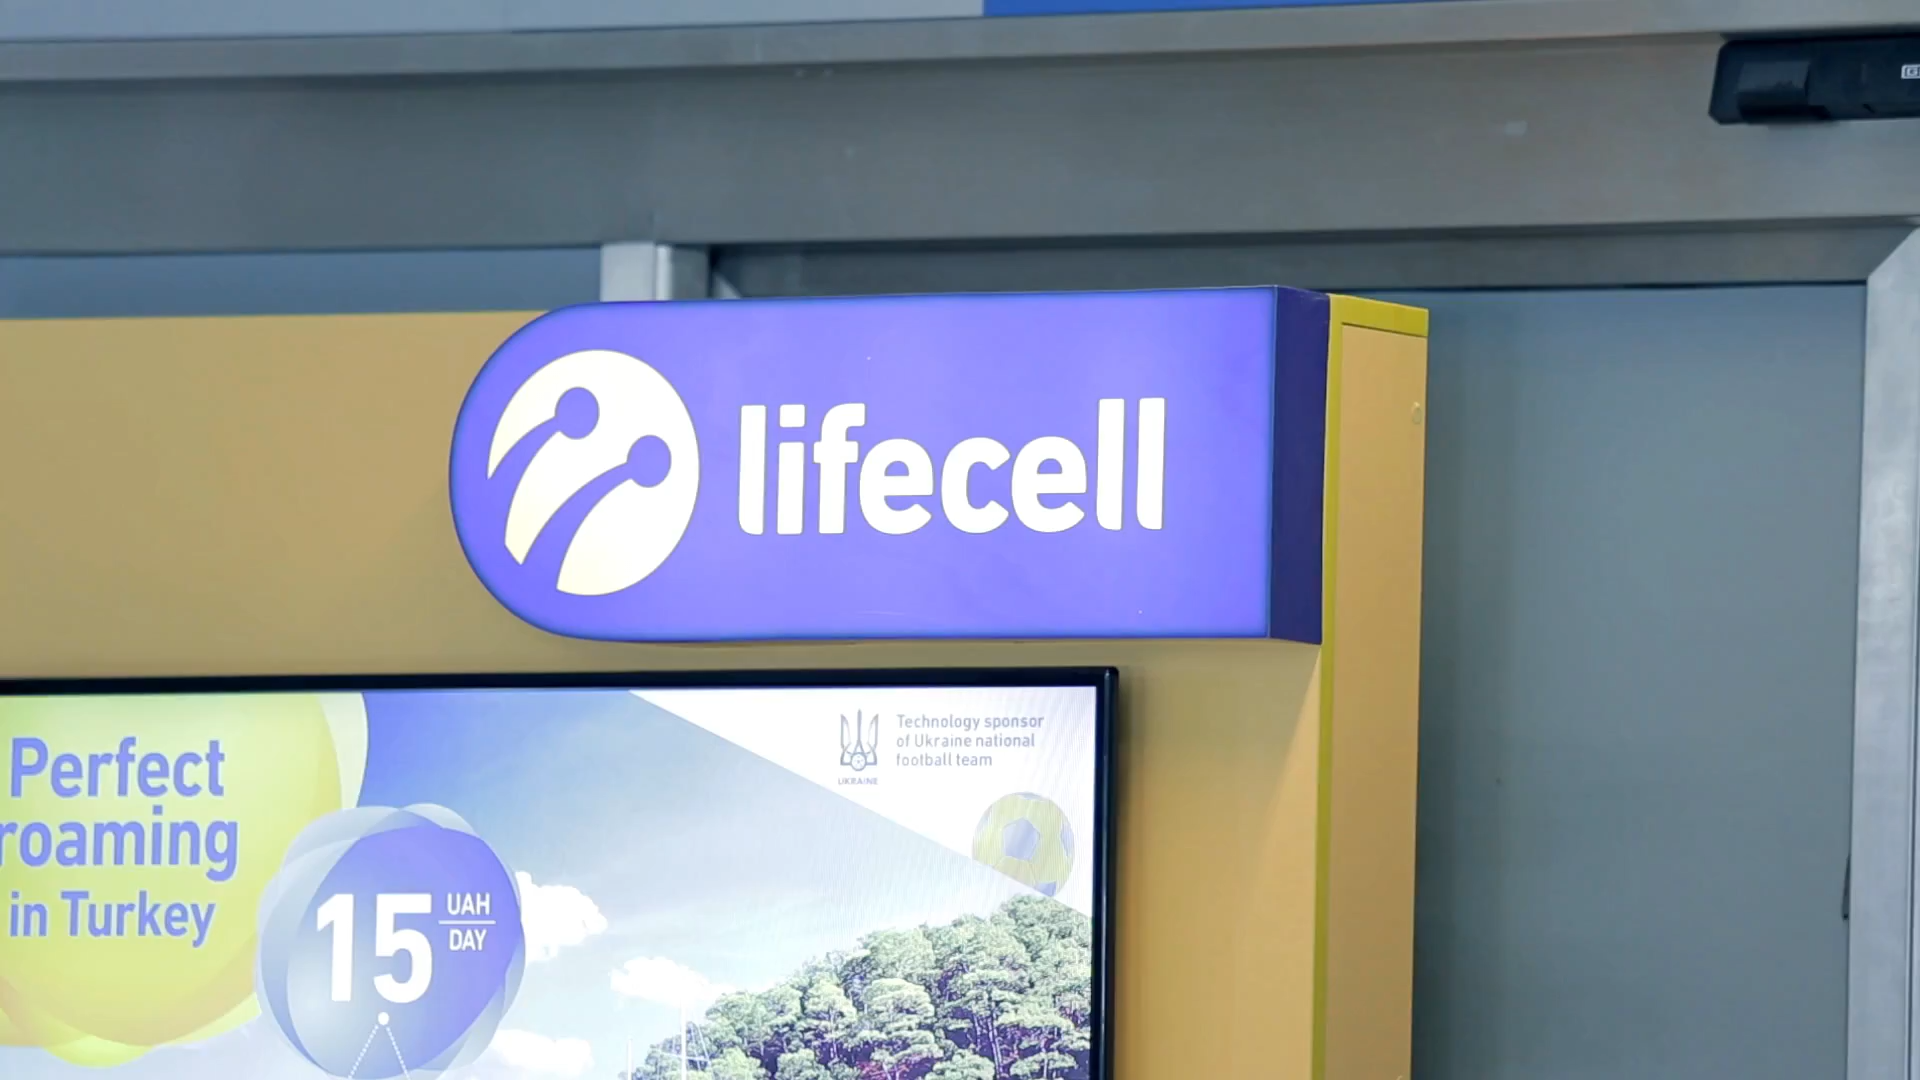 lifecell
Technology sponsor
of Ukraine national
football team
UKRAINE
Perfect
roaming
in Turkey
15 UAH
DAY